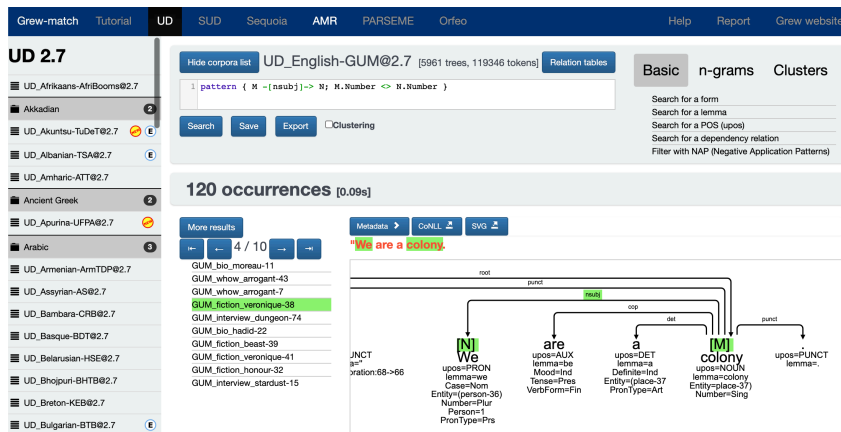 Grew-match Tutorial UD SUD Sequoia AMR PARSEME Orfeo Help Report Grew website
UD 2.7
UD_Afrikaans-AfriBooms@2.7
Akkadian 2
UD_Akuntsu-TuDeT@2.7 E
UD_Albanian-TSA@2.7 E
UD_Amharic-ATT@2.7
Ancient Greek 2
UD_Apurina-UFPA@2.7
Arabic 3
UD_Armenian-ArmTDP@2.7
UD_Assyrian-AS@2.7
UD_Bambara-CRB@2.7
UD_Basque-BDT@2.7
UD_Belarusian-HSE@2.7
UD_Bhojpuri-BHTB@2.7
UD_Breton-KEB@2.7
UD_Bulgarian-BTB@2.7 E
Hide corpora list UD_English-GUM@2.7 [5961 trees, 119346 tokens] Relation tables
1 pattern { M -[nsubj]-> N; M.Number <> N.Number }
Search Save Export Clustering
Basic n-grams Clusters
Search for a form
Search for a lemma
Search for a POS (upos)
Search for a dependency relation
Filter with NAP (Negative Application Patterns)
120 occurrences [0.09s]
More results
4 / 10
GUM_bio_moreau-11
GUM_whow_arrogant-43
GUM_whow_arrogant-7
GUM_fiction_veronique-38
GUM_interview_dungeon-74
GUM_bio_hadid-22
GUM_fiction_beast-39
GUM_fiction_veronique-41
GUM_fiction_honour-32
GUM_interview_stardust-15
Metadata CoNLL SVG
"We are a colony.
root
punct
nsubj
cop
det punct
[N] are a [M] .
We colony
UNCT
a="
oration:68->66
upos=PRON
lemma=we
Case=Nom
Entity=(person-36)
Number=Plur
Person=1
PronType=Prs
upos=AUX
lemma=be
Mood=Ind
Tense=Pres
VerbForm=Fin
upos=DET
lemma=a
Definite=Ind
Entity=(place-37
PronType=Art
upos=NOUN
lemma=colony
Entity=place-37)
Number=Sing
upos=PUNCT
lemma=.